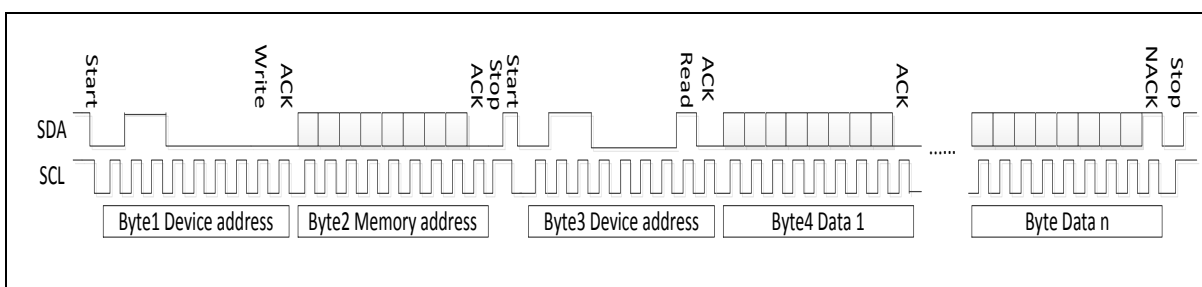 Start Write ACK ACK Stop Start Read ACK ACK NACK Stop
SDA
......
SCL
Byte1 Device address Byte2 Memory address Byte3 Device address Byte4 Data 1 Byte Data n